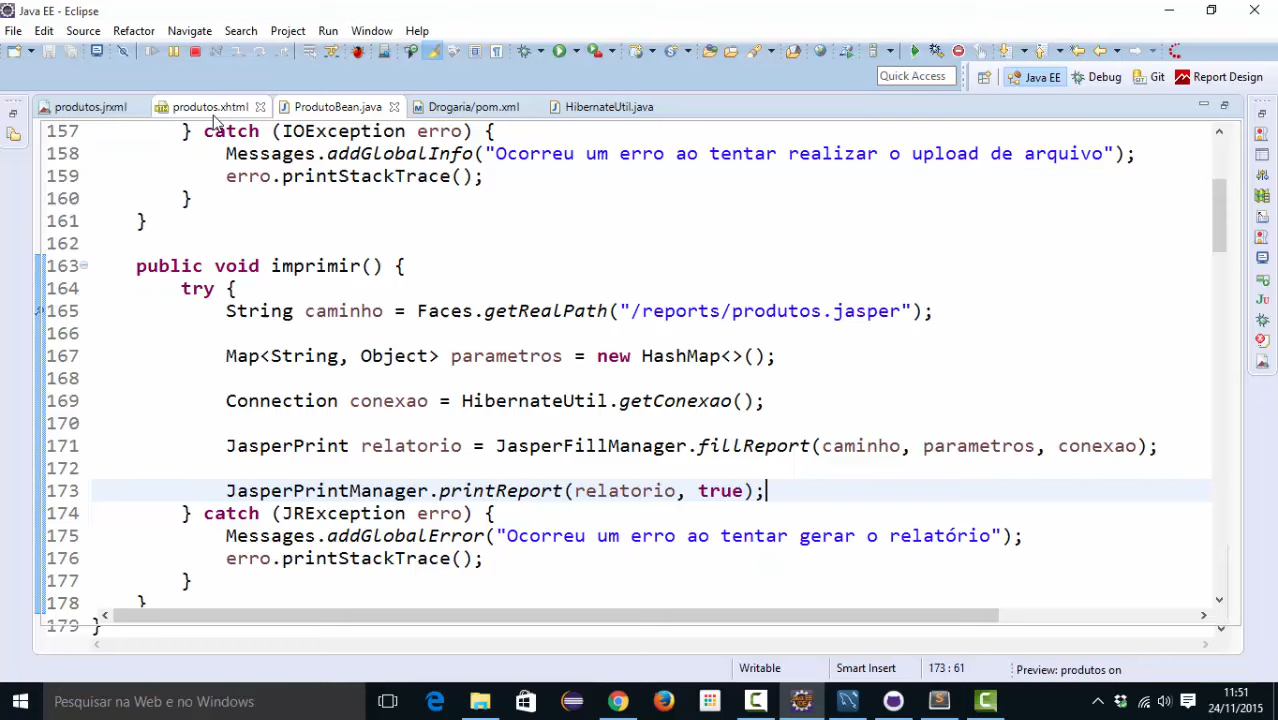 Java EE - Eclipse
File Edit Source Refactor Navigate Search Project Run Window Help
Quick Access Java EE Debug Git Report Design
produtos.jrxml produtos.xhtml ProdutoBean.java Drogaria/pom.xml HibernateUtil.java
157 } catch (IOException erro) {
158 Messages.addGlobalInfo("Ocorreu um erro ao tentar realizar o upload de arquivo");
159 erro.printStackTrace();
160 }
161 }
162
163 public void imprimir() {
164 try {
165 String caminho = Faces.getRealPath("/reports/produtos.jasper");
166
167 Map<String, Object> parametros = new HashMap<>();
168
169 Connection conexao = HibernateUtil.getConexao();
170
171 JasperPrint relatorio = JasperFillManager.fillReport(caminho, parametros, conexao);
172
173 JasperPrintManager.printReport(relatorio, true);
174 } catch (JRException erro) {
175 Messages.addGlobalError("Ocorreu um erro ao tentar gerar o relatório");
176 erro.printStackTrace();
177 }
178 }
179 }
Writable Smart Insert 173 : 61 Preview: produtos on
Pesquisar na Web e no Windows
11:51
24/11/2015